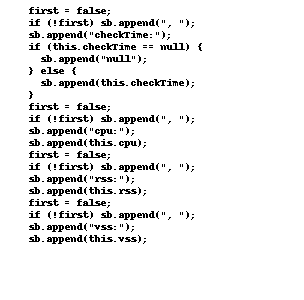 first = false;
if (!first) sb.append(", ");
sb.append("checkTime:");
if (this.checkTime == null) {
  sb.append("null");
} else {
  sb.append(this.checkTime);
}
first = false;
if (!first) sb.append(", ");
sb.append("cpu:");
sb.append(this.cpu);
first = false;
if (!first) sb.append(", ");
sb.append("rss:");
sb.append(this.rss);
first = false;
if (!first) sb.append(", ");
sb.append("vss:");
sb.append(this.vss);